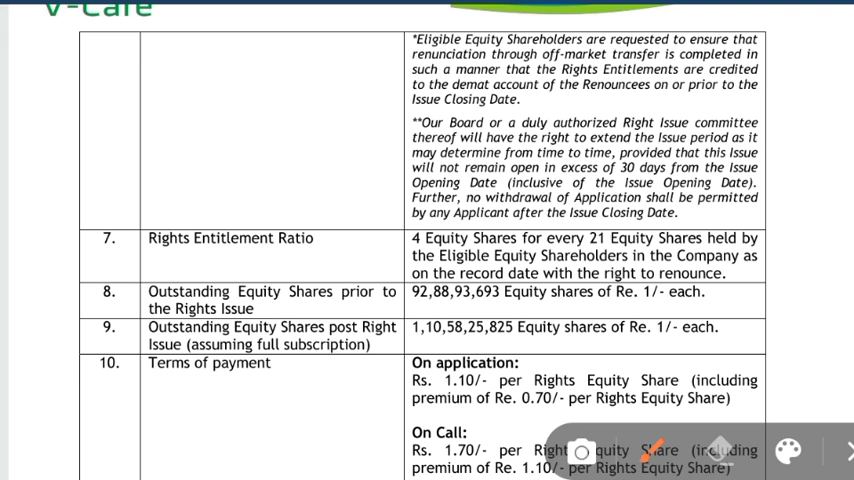 V-Care
*Eligible Equity Shareholders are requested to ensure that
renunciation through off-market transfer is completed in
such a manner that the Rights Entitlements are credited
to the demat account of the Renouncees on or prior to the
Issue Closing Date.
**Our Board or a duly authorized Right Issue committee
thereof will have the right to extend the Issue period as it
may determine from time to time, provided that this Issue
will not remain open in excess of 30 days from the Issue
Opening Date (inclusive of the Issue Opening Date).
Further, no withdrawal of Application shall be permitted
by any Applicant after the Issue Closing Date.
7. Rights Entitlement Ratio
4 Equity Shares for every 21 Equity Shares held by
the Eligible Equity Shareholders in the Company as
on the record date with the right to renounce.
8. Outstanding Equity Shares prior to
the Rights Issue
92,88,93,693 Equity shares of Re. 1/- each.
9. Outstanding Equity Shares post Right
Issue (assuming full subscription)
1,10,58,25,825 Equity shares of Re. 1/- each.
10. Terms of payment
On application:
Rs. 1.10/- per Rights Equity Share (including
premium of Re. 0.70/- per Rights Equity Share)
On Call:
Rs. 1.70/- per Right Equity Share (including
premium of Re. 1.10/- per Rights Equity Share)